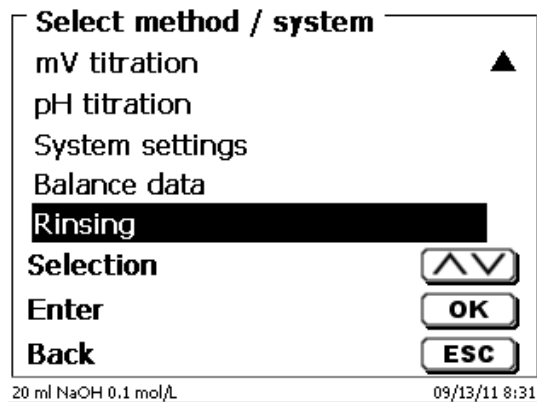 Select method / system
mV titration
pH titration
System settings
Balance data
Rinsing
Selection
Enter OK
Back ESC
20 ml NaOH 0.1 mol/L 09/13/11 8:31